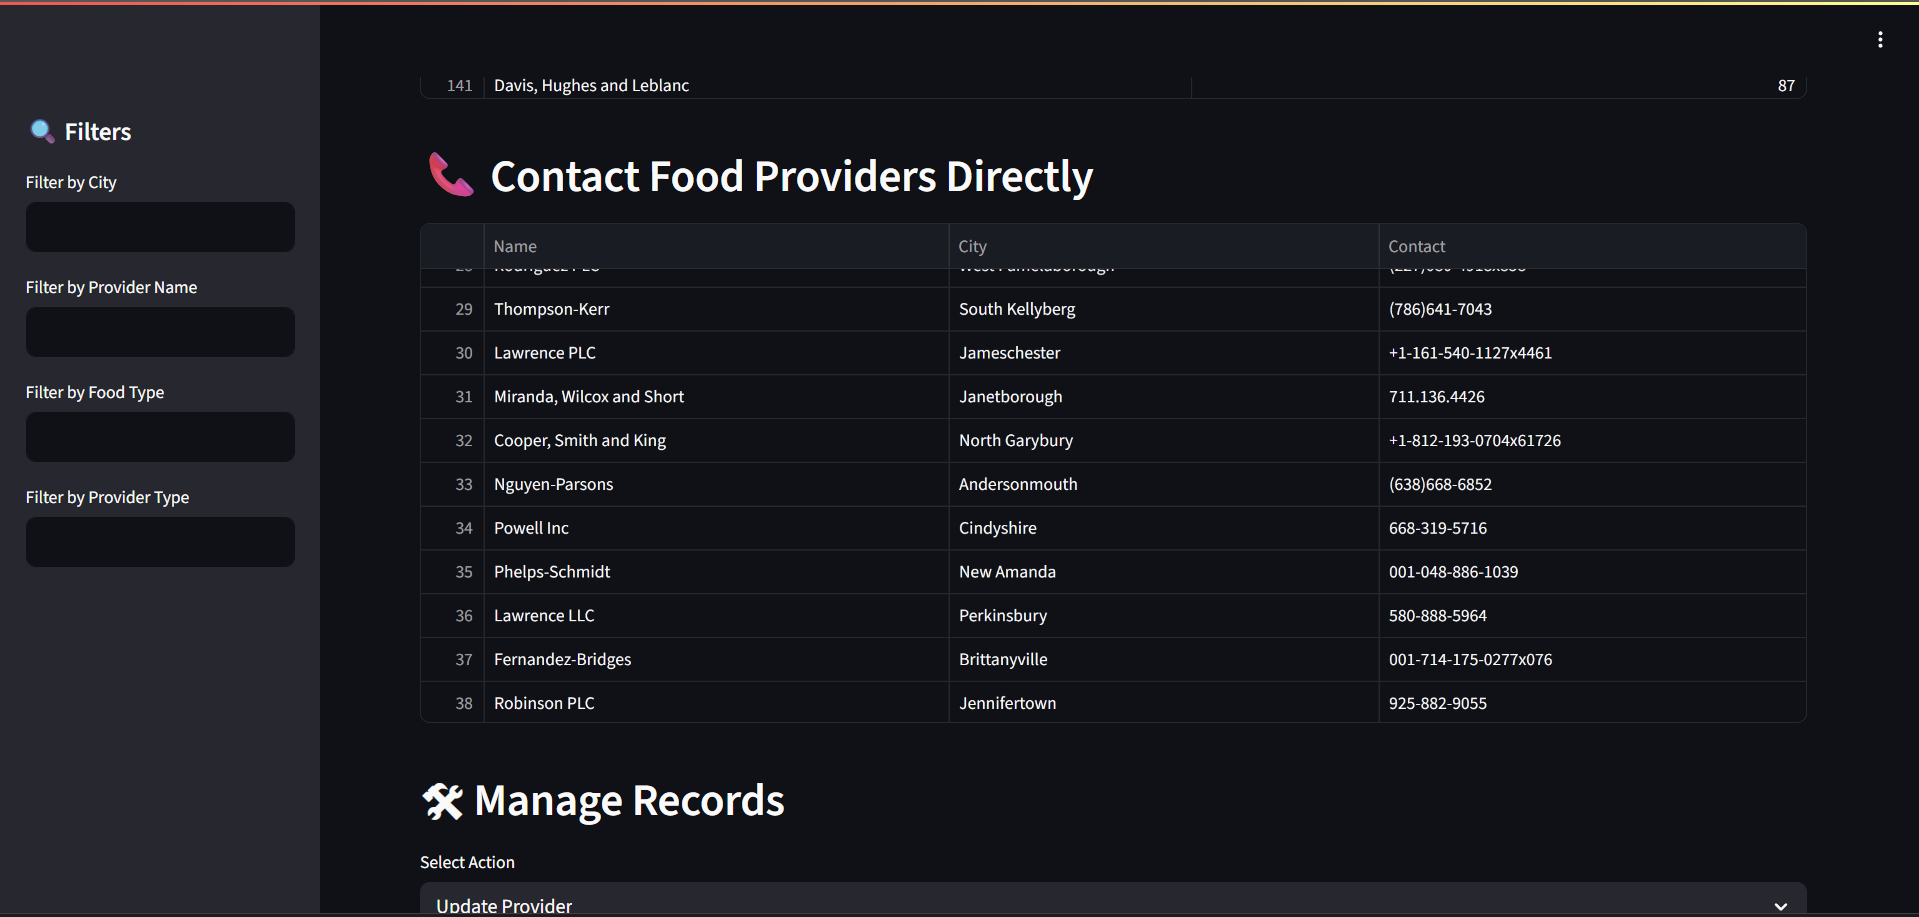 141 Davis, Hughes and Leblanc 87
Filters
Filter by City
Filter by Provider Name
Filter by Food Type
Filter by Provider Type
Contact Food Providers Directly
Name City Contact
29 Thompson-Kerr South Kellyberg (786)641-7043
30 Lawrence PLC Jameschester +1-161-540-1127x4461
31 Miranda, Wilcox and Short Janetborough 711.136.4426
32 Cooper, Smith and King North Garybury +1-812-193-0704x61726
33 Nguyen-Parsons Andersonmouth (638)668-6852
34 Powell Inc Cindyshire 668-319-5716
35 Phelps-Schmidt New Amanda 001-048-886-1039
36 Lawrence LLC Perkinsbury 580-888-5964
37 Fernandez-Bridges Brittanyville 001-714-175-0277x076
38 Robinson PLC Jennifertown 925-882-9055
Manage Records
Select Action
Update Provider